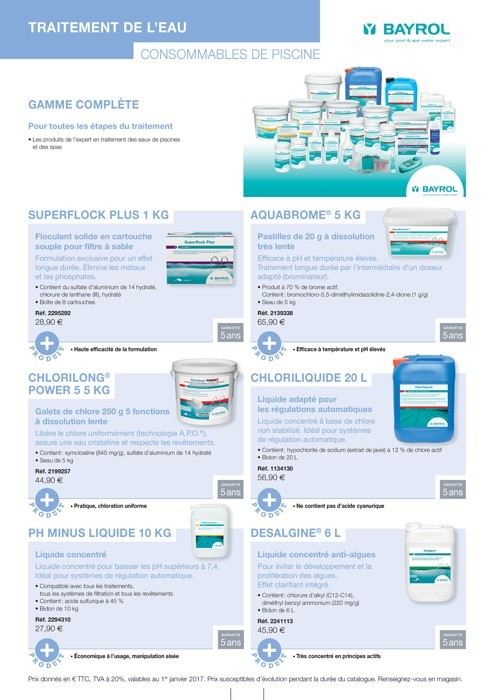 TRAITEMENT DE L'EAU
BAYROL
your pool & spa water expert
CONSOMMABLES DE PISCINE
GAMME COMPLÈTE
Pour toutes les étapes du traitement
• Les produits de l'expert en traitement des eaux de piscines
et des spas
BAYROL
SUPERFLOCK PLUS 1 KG
Floculant solide en cartouche
souple pour filtre à sable
Formulation exclusive pour un effet
longue durée. Élimine les métaux
et les phosphates.
• Contient du sulfate d'aluminium de 14 hydraté,
chlorure de lanthane (III), hydraté
• Boîte de 8 cartouches
Réf. 2295292
28,90 €
GARANTIE
5 ans
PRODUIT
• Haute efficacité de la formulation
AQUABROME® 5 KG
Pastilles de 20 g à dissolution
très lente
Efficace à pH et température élevés.
Traitement longue durée par l'intermédiaire d'un doseur
adapté (brominateur).
• Produit à 70 % de brome actif.
Contient : bromochloro-5,5-diméthylimidazolidine-2,4-dione (1 g/g)
• Seau de 5 kg
Réf. 2139338
65,90 €
GARANTIE
5 ans
PRODUIT
• Efficace à température et pH élevés
CHLORILONG®
POWER 5 5 KG
Galets de chlore 250 g 5 fonctions
à dissolution lente
Libère le chlore uniformément (technologie A.P.O.®),
assure une eau cristalline et respecte les revêtements.
• Contient : symclosène (845 mg/g), sulfate d'aluminium de 14 hydraté
• Seau de 5 kg
Réf. 2199257
44,90 €
GARANTIE
5 ans
PRODUIT
• Pratique, chloration uniforme
CHLORILIQUIDE 20 L
Liquide adapté pour
les régulations automatiques
Liquide concentré à base de chlore
non stabilisé. Idéal pour systèmes
de régulation automatique.
• Contient : hypochlorite de sodium (extrait de javel) à 12 % de chlore actif
• Bidon de 20 L
Réf. 1134130
56,90 €
GARANTIE
5 ans
PRODUIT
• Ne contient pas d'acide cyanurique
PH MINUS LIQUIDE 10 KG
Liquide concentré
Liquide concentré pour baisser les pH supérieurs à 7,4.
Idéal pour systèmes de régulation automatique.
• Compatible avec tous les traitements,
tous les systèmes de filtration et tous les revêtements
• Contient : acide sulfurique à 45 %
• Bidon de 10 kg
Réf. 2294310
27,90 €
GARANTIE
5 ans
PRODUIT
• Économique à l'usage, manipulation aisée
DESALGINE® 6 L
Liquide concentré anti-algues
Pour éviter le développement et la
prolifération des algues.
Effet clarifiant intégré.
• Contient : chlorure d'alkyl (C12-C14),
diméthyl benzyl ammonium (220 mg/g)
• Bidon de 6 L
Réf. 2241113
45,90 €
GARANTIE
5 ans
PRODUIT
• Très concentré en principes actifs
Prix donnés en € TTC, TVA à 20%, valables au 1er janvier 2017. Prix susceptibles d'évolution pendant la durée du catalogue. Renseignez-vous en magasin.